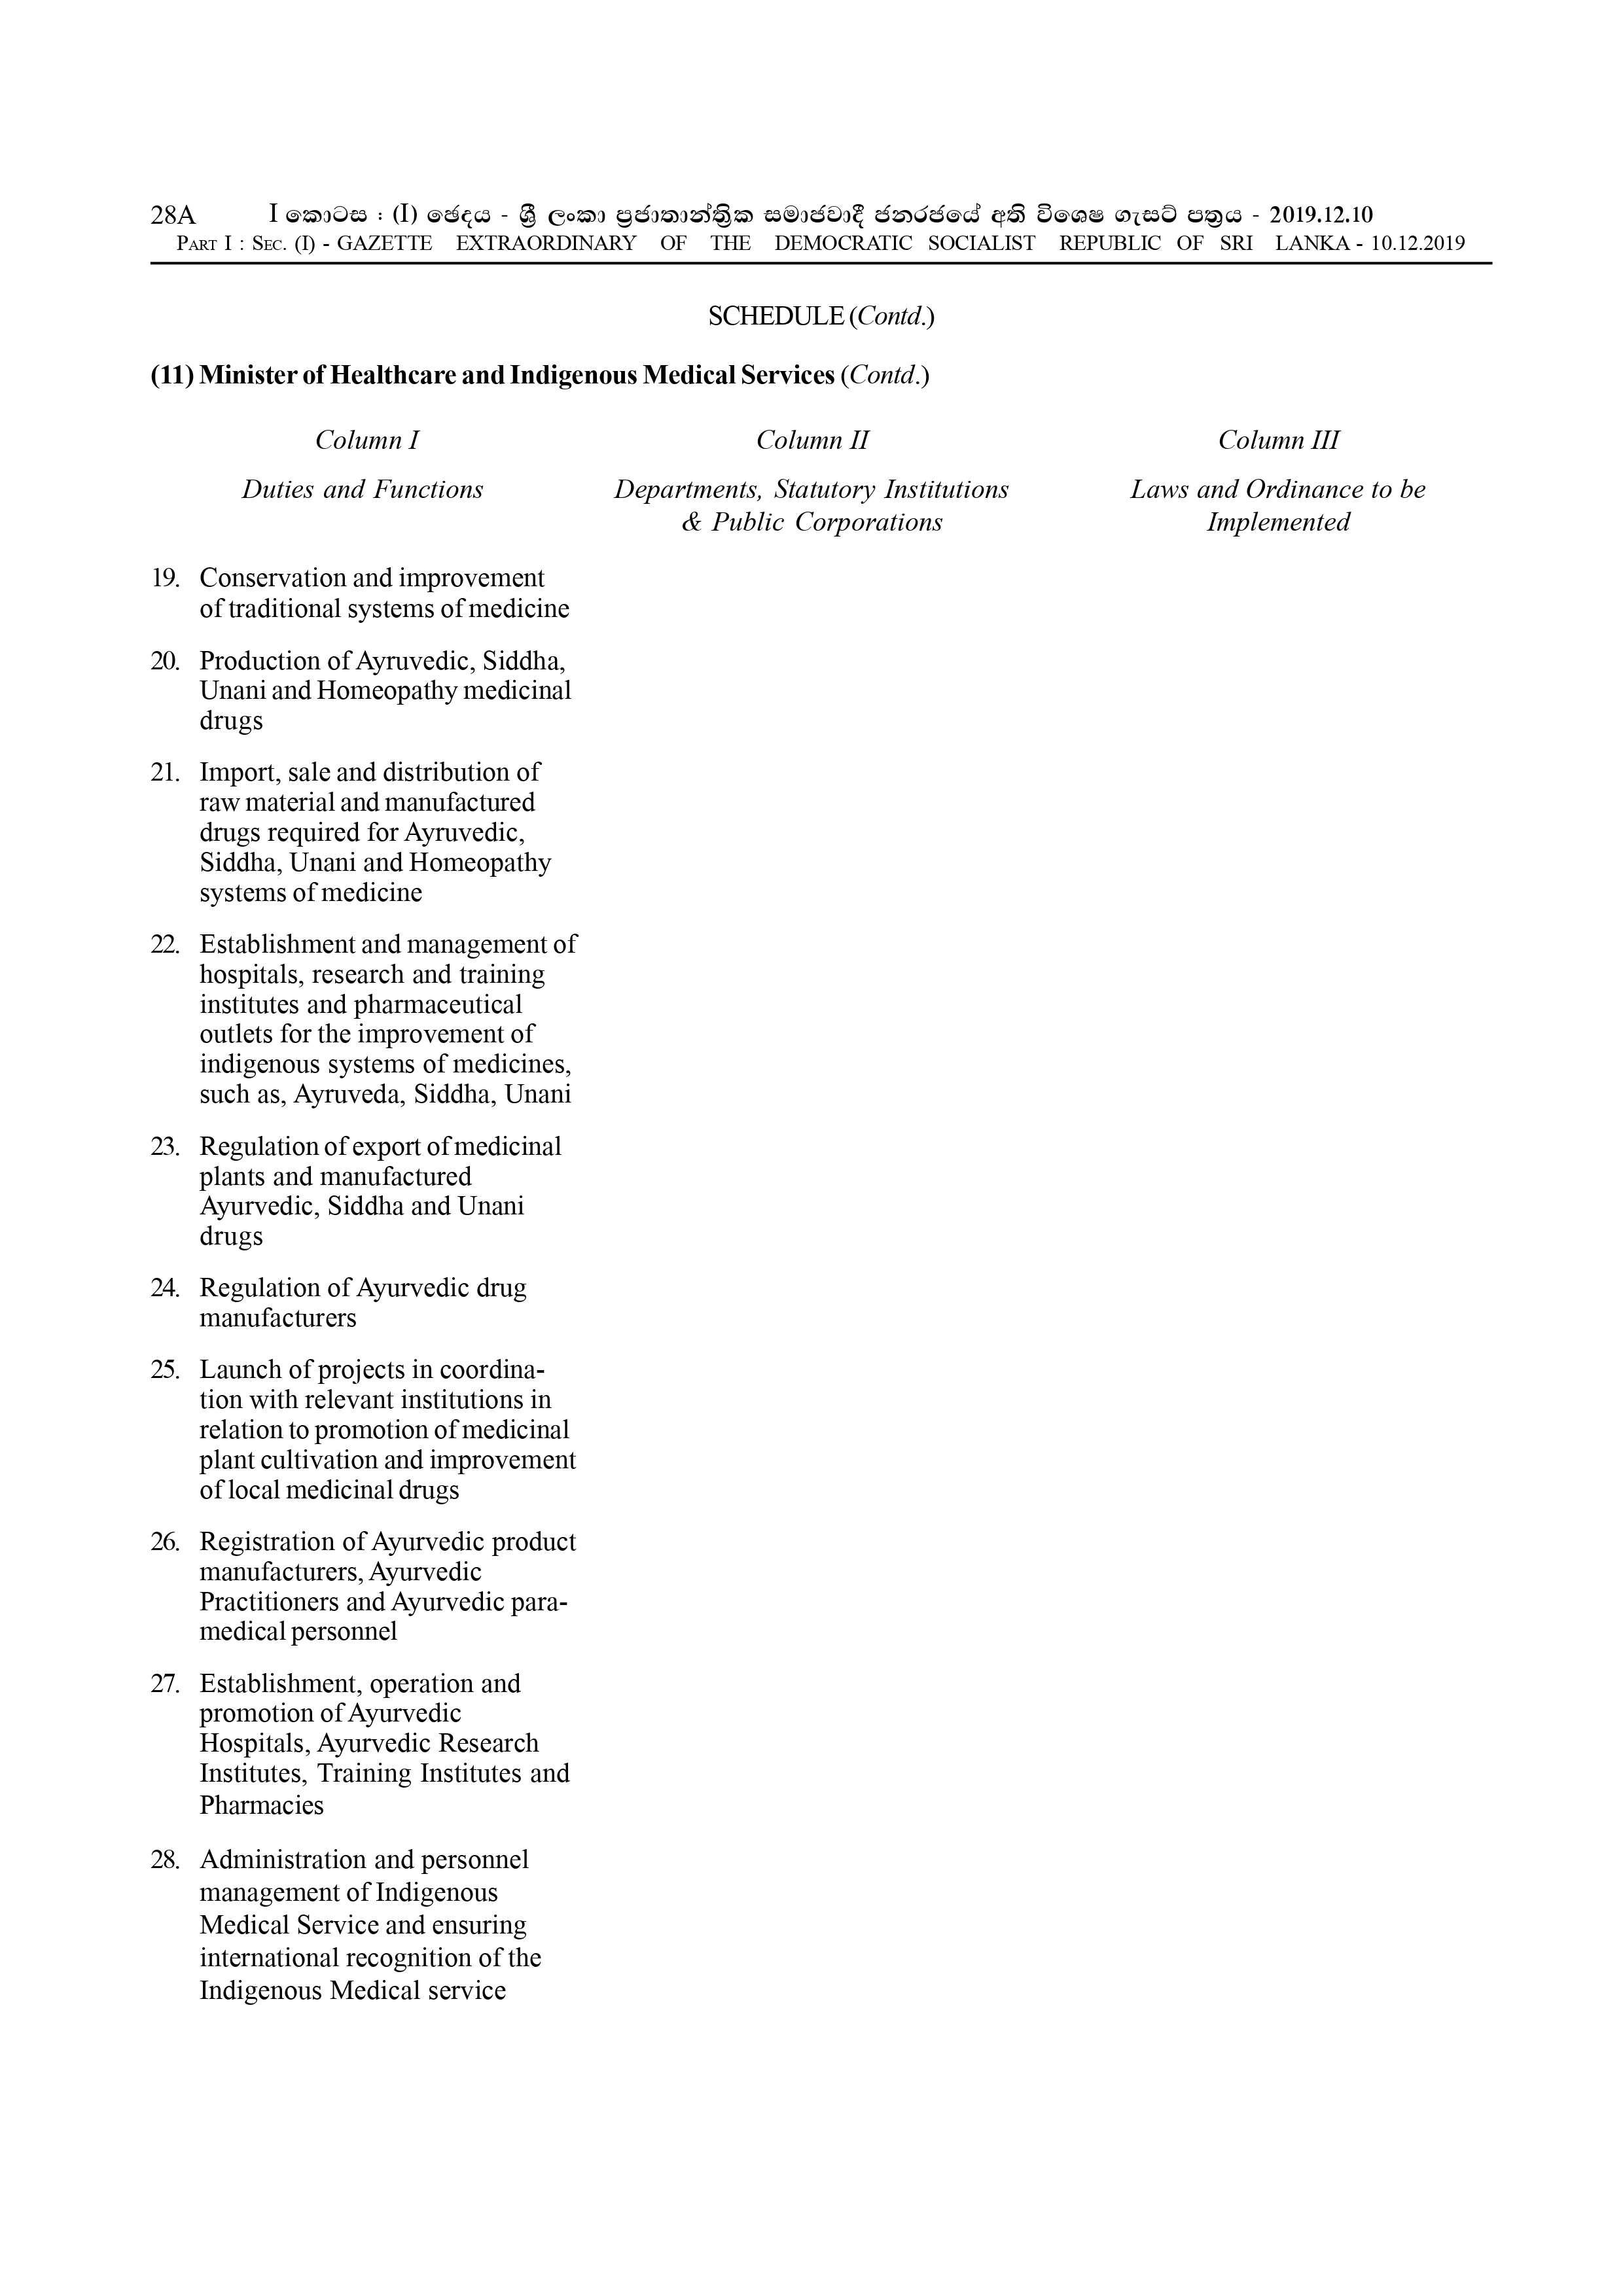 28A I කොටස : (I) ඡෙදය - ශ්‍රී ලංකා ප්‍රජාතාන්ත්‍රික සමාජවාදී ජනරජයේ අති විශෙෂ ගැසට් පත්‍රය - 2019.12.10
PART I : SEC. (I) - GAZETTE EXTRAORDINARY OF THE DEMOCRATIC SOCIALIST REPUBLIC OF SRI LANKA - 10.12.2019
SCHEDULE (Contd.)
(11) Minister of Healthcare and Indigenous Medical Services (Contd.)
Column I Column II Column III
Duties and Functions Departments, Statutory Institutions Laws and Ordinance to be
& Public Corporations Implemented
19. Conservation and improvement
of traditional systems of medicine
20. Production of Ayruvedic, Siddha,
Unani and Homeopathy medicinal
drugs
21. Import, sale and distribution of
raw material and manufactured
drugs required for Ayruvedic,
Siddha, Unani and Homeopathy
systems of medicine
22. Establishment and management of
hospitals, research and training
institutes and pharmaceutical
outlets for the improvement of
indigenous systems of medicines,
such as, Ayruveda, Siddha, Unani
23. Regulation of export of medicinal
plants and manufactured
Ayurvedic, Siddha and Unani
drugs
24. Regulation of Ayurvedic drug
manufacturers
25. Launch of projects in coordina-
tion with relevant institutions in
relation to promotion of medicinal
plant cultivation and improvement
of local medicinal drugs
26. Registration of Ayurvedic product
manufacturers, Ayurvedic
Practitioners and Ayurvedic para-
medical personnel
27. Establishment, operation and
promotion of Ayurvedic
Hospitals, Ayurvedic Research
Institutes, Training Institutes and
Pharmacies
28. Administration and personnel
management of Indigenous
Medical Service and ensuring
international recognition of the
Indigenous Medical service